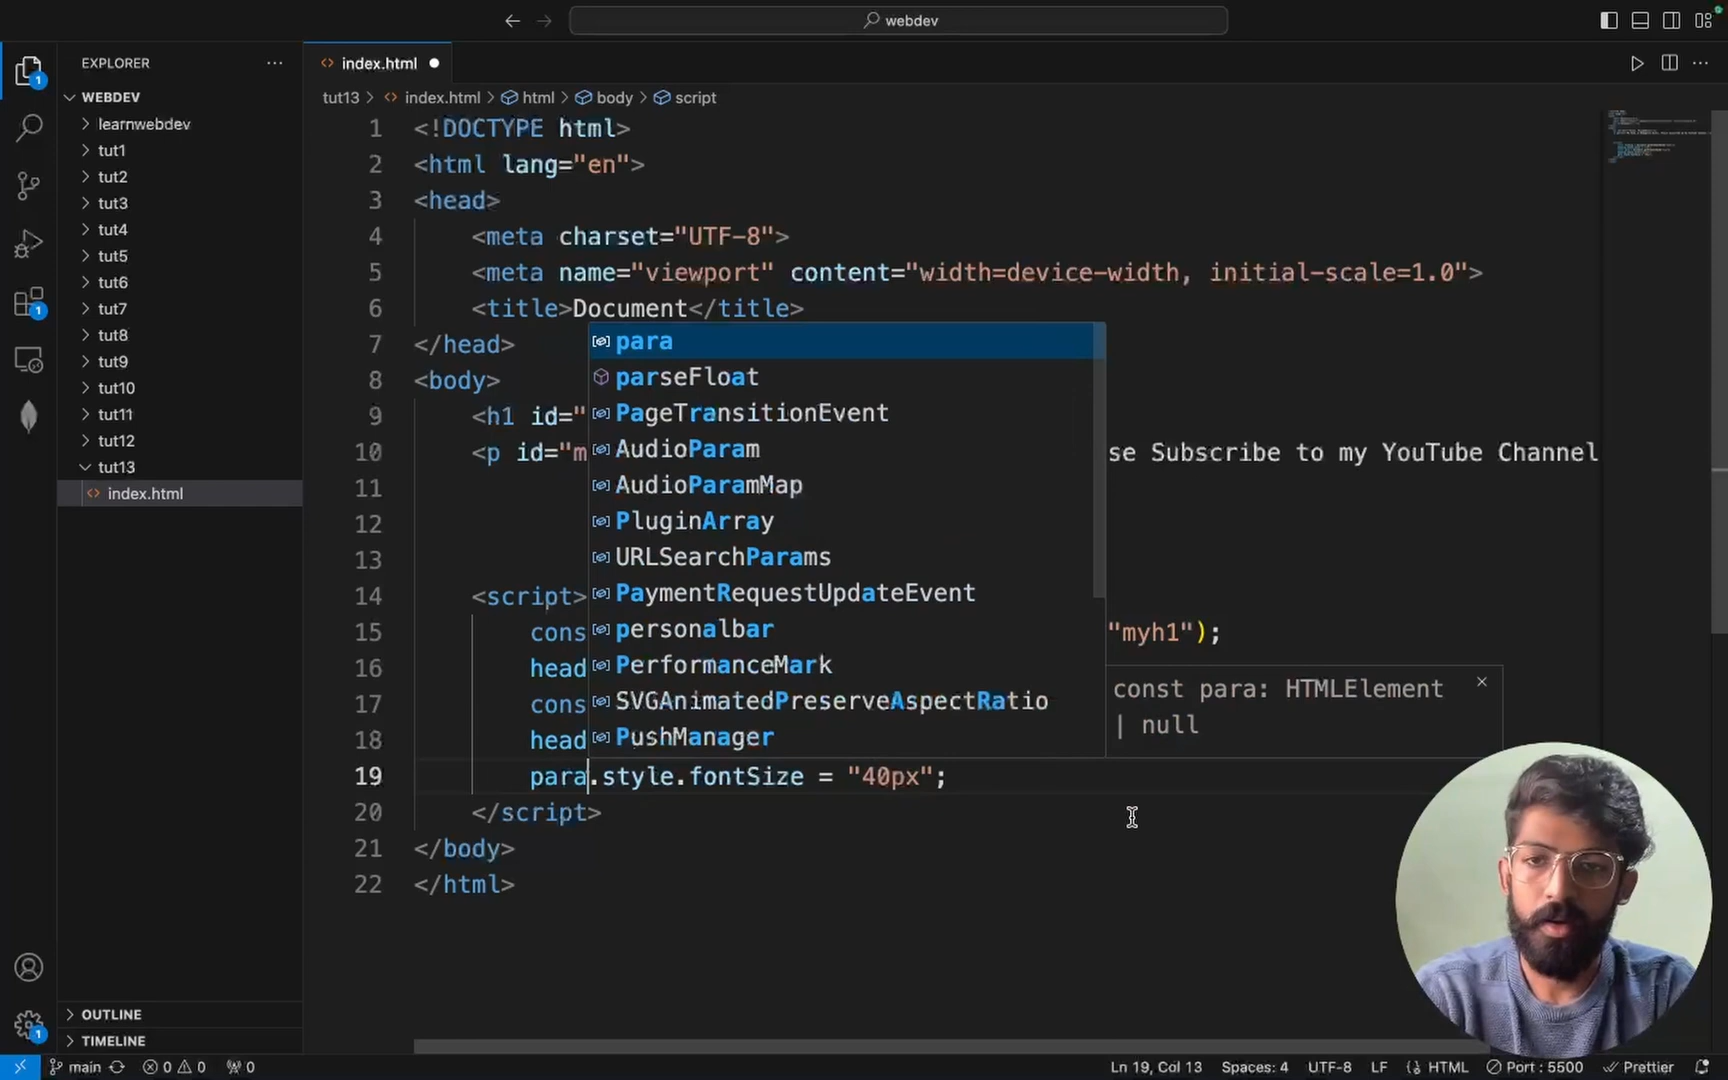 webdev
EXPLORER
WEBDEV
learnwebdev
tut1
tut2
tut3
tut4
tut5
tut6
tut7
tut8
tut9
tut10
tut11
tut12
tut13
index.html
OUTLINE
TIMELINE
1
1
1
index.html
tut13 > index.html > html > body > script
1 <!DOCTYPE html>
2 <html lang="en">
3 <head>
4 <meta charset="UTF-8">
5 <meta name="viewport" content="width=device-width, initial-scale=1.0">
6 <title>Document</title>
7 </head>
8 <body>
9 <h1 id="
10 <p id="m se Subscribe to my YouTube Channel
11
12
13
14 <script>
15 cons "myh1");
16 head
17 cons
18 head
19 para.style.fontSize = "40px";
20 </script>
21 </body>
22 </html>
para
parseFloat
PageTransitionEvent
AudioParam
AudioParamMap
PluginArray
URLSearchParams
PaymentRequestUpdateEvent
personalbar
PerformanceMark
SVGAnimatedPreserveAspectRatio
PushManager
const para: HTMLElement
| null
main 0 0 0 Ln 19, Col 13 Spaces: 4 UTF-8 LF HTML Port : 5500 Prettier